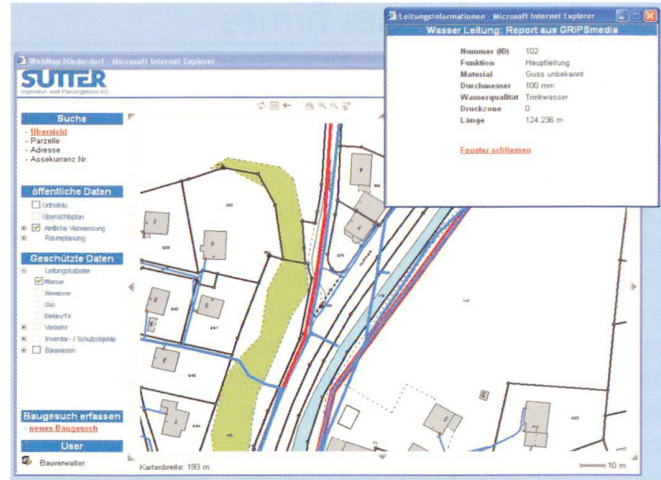 Leitungsinformationen - Microsoft Internet Explorer
Wasser Leitung: Report aus GRIPSmedia
Nummer (ID) 102
Funktion Hauptleitung
Material Guss unbekannt
Durchmesser 100 mm
Wasserqualität Trinkwasser
Druckzone 0
Länge 124.236 m
Fenster schliessen
WebMap Niederdorf - Microsoft Internet Explorer
SUTTER
Ingenieur- und Planungsbüro AG
Suche
- Übersicht
- Parzelle
- Adresse
- Assekurranz Nr.
öffentliche Daten
Orthofoto
Übersichtsplan
Amtliche Vermessung
Raumplanung
Geschützte Daten
Leitungskataster
Wasser
Abwasser
Gas
Elektro/TV
Verkehr
Inventar- / Schutzobjekte
Bauwesen
Baugesuch erfassen
- neues Baugesuch
User
Bauverwalter
Kartenbreite: 193 m
10 m